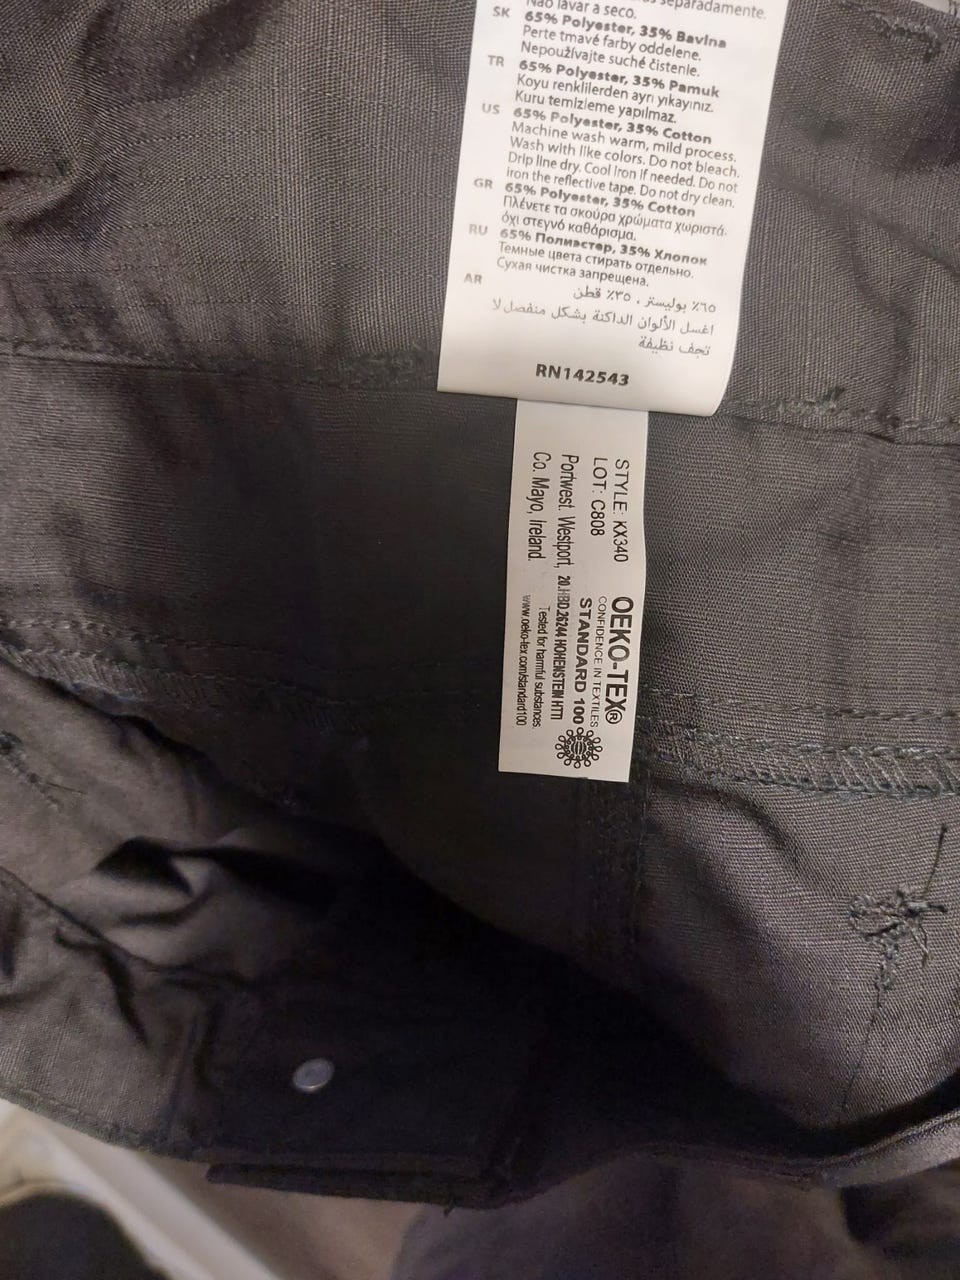 separadamente.
Não lavar a seco.
SK 65% Polyester, 35% Bavlna
Perte tmavé farby oddelene.
Nepoužívajte suché čistenie.
TR 65% Polyester, 35% Pamuk
Koyu renklilerden ayrı yıkayınız.
Kuru temizleme yapılmaz.
US 65% Polyester, 35% Cotton
Machine wash warm, mild process.
Wash with like colors. Do not bleach.
Drip line dry. Cool iron if needed. Do not
iron the reflective tape. Do not dry clean.
GR 65% Polyester, 35% Cotton
Πλένετε τα σκούρα χρώματα χωριστά.
όχι στεγνό καθάρισμα.
RU 65% Полиэстер, 35% Хлопок
Темные цвета стирать отдельно.
Сухая чистка запрещена.
AR
٦٥٪ بوليستر ، ٣٥٪ قطن
اغسل الألوان الداكنة بشكل منفصل لا
تجف نظيفة
RN142543
STYLE: KX340
LOT: C808
Portwest. Westport,
Co. Mayo, Ireland.
OEKO-TEX®
CONFIDENCE IN TEXTILES
STANDARD 100
20.HBD.26244 HOHENSTEIN HTTI
Tested for harmful substances.
www.oeko-tex.com/standard100